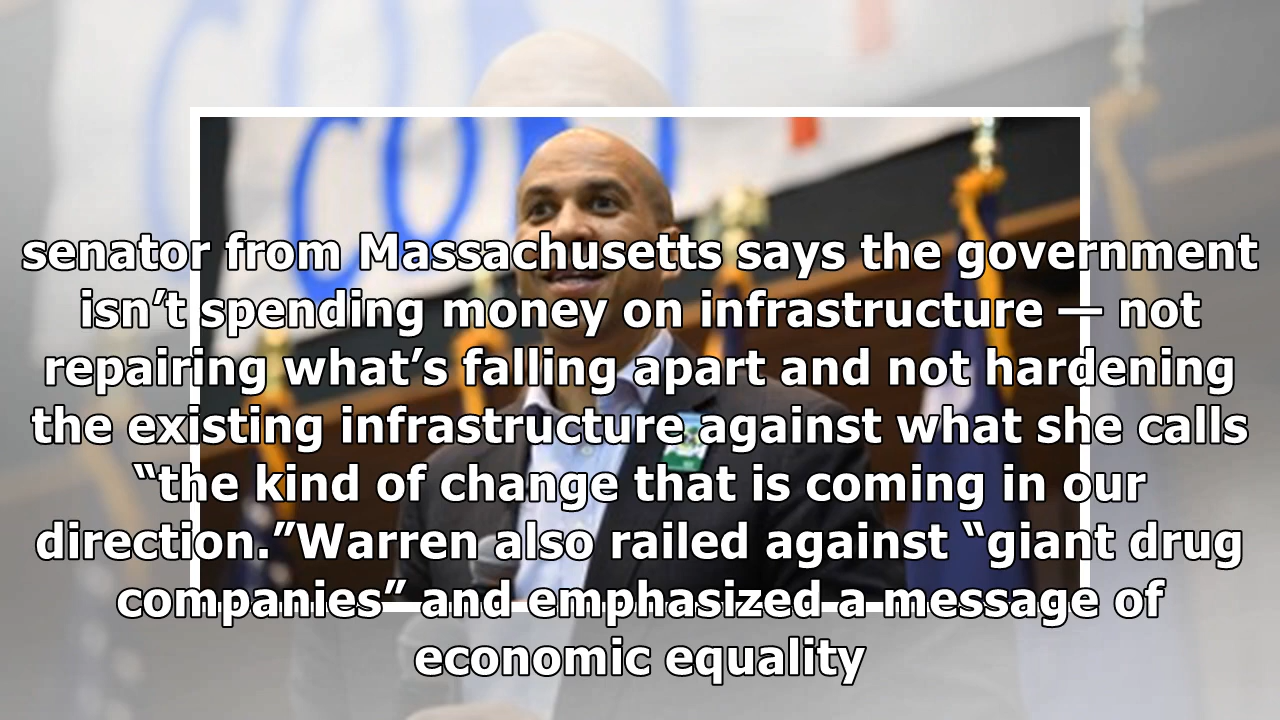 senator from Massachusetts says the government
isn’t spending money on infrastructure — not
repairing what’s falling apart and not hardening
the existing infrastructure against what she calls
“the kind of change that is coming in our
direction.”Warren also railed against “giant drug
companies” and emphasized a message of
economic equality